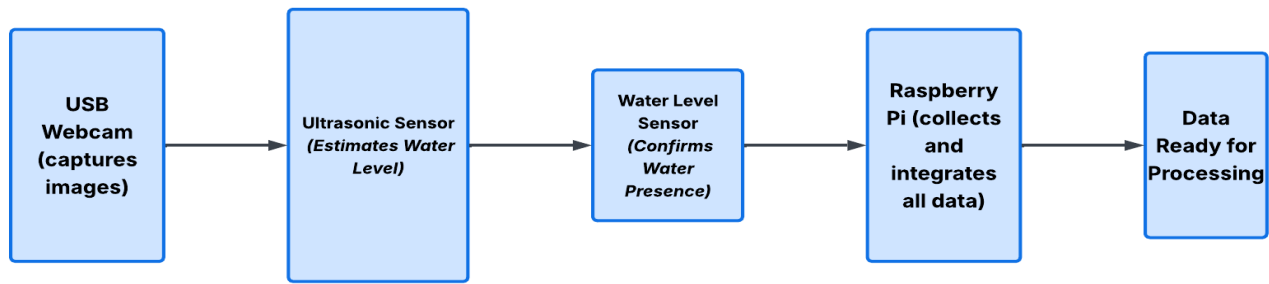 USB
Webcam
(captures
images)
Ultrasonic Sensor
(Estimates Water
Level)
Water Level
Sensor
(Confirms
Water
Presence)
Raspberry
Pi (collects
and
integrates
all data)
Data
Ready for
Processing